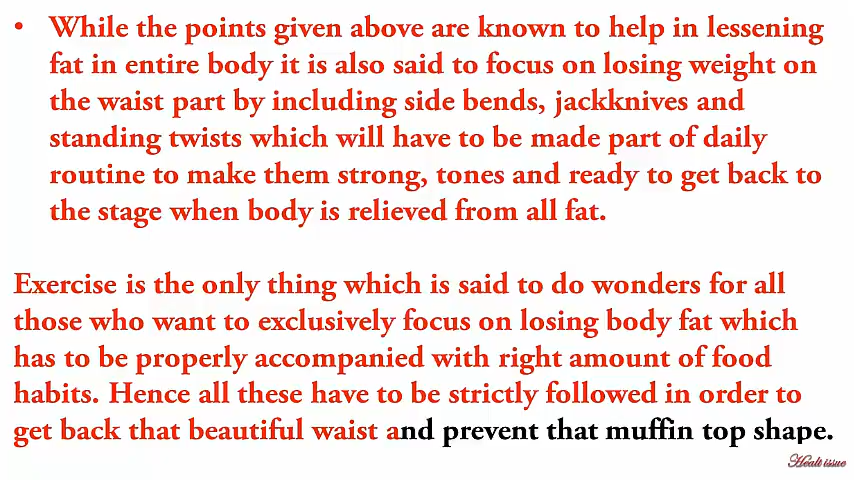 • While the points given above are known to help in lessening
fat in entire body it is also said to focus on losing weight on
the waist part by including side bends, jackknives and
standing twists which will have to be made part of daily
routine to make them strong, tones and ready to get back to
the stage when body is relieved from all fat.
Exercise is the only thing which is said to do wonders for all
those who want to exclusively focus on losing body fat which
has to be properly accompanied with right amount of food
habits. Hence all these have to be strictly followed in order to
get back that beautiful waist and prevent that muffin top shape.
Healt issue